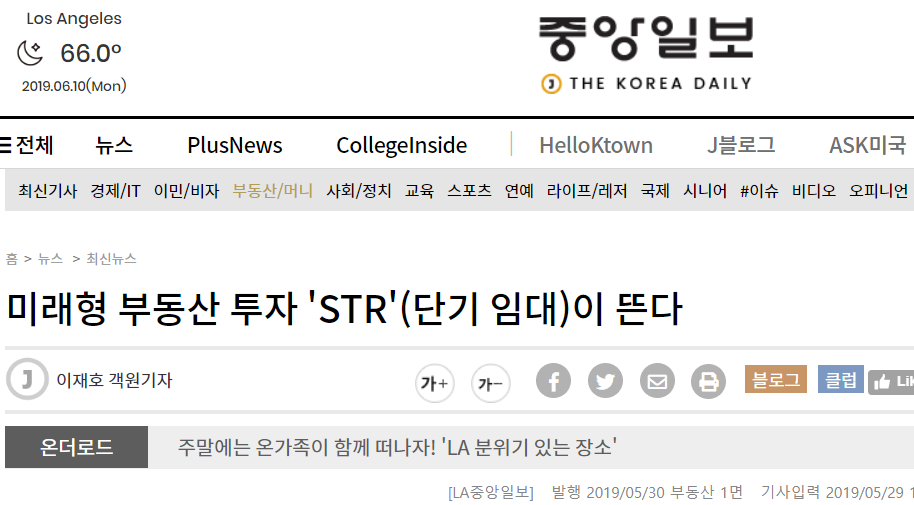 Los Angeles
66.0°
2019.06.10(Mon)
중앙일보
THE KOREA DAILY
전체 뉴스 PlusNews CollegeInside HelloKtown J블로그 ASK미국
최신기사 경제/IT 이민/비자 부동산/머니 사회/정치 교육 스포츠 연예 라이프/레저 국제 시니어 #이슈 비디오 오피니언
홈 > 뉴스 > 최신뉴스
미래형 부동산 투자 'STR'(단기 임대)이 뜬다
J 이재호 객원기자 가+ 가- 블로그 클럽 Lik
온더로드 주말에는 온가족이 함께 떠나자! 'LA 분위기 있는 장소'
[LA중앙일보] 발행 2019/05/30 부동산 1면 기사입력 2019/05/29 1